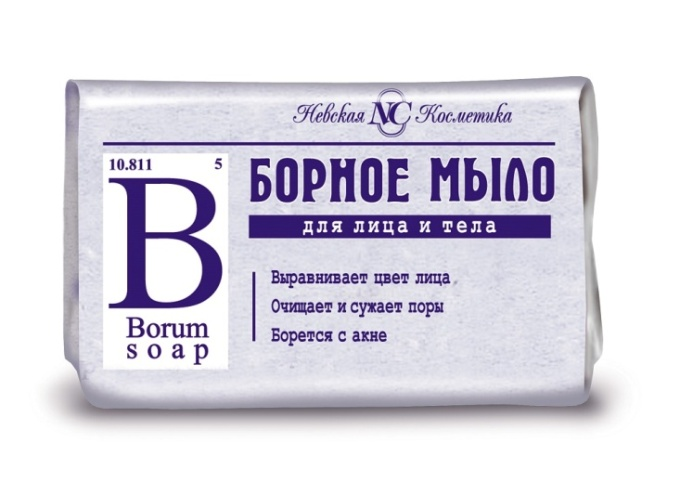 Невская NC Косметика
10.811 5
B
Borum
soap
БОРНОЕ МЫЛО
для лица и тела
Выравнивает цвет лица
Очищает и сужает поры
Борется с акне